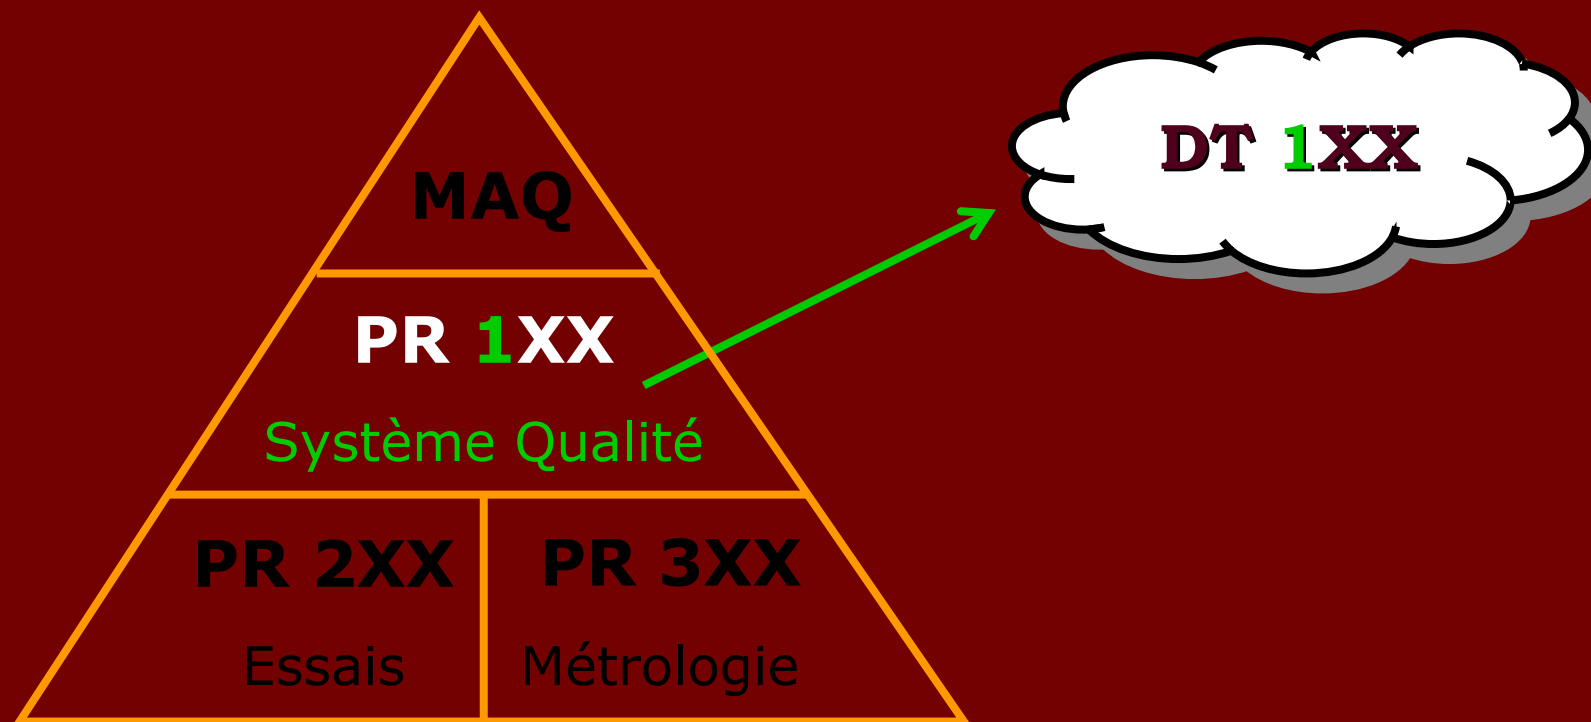 MAQ
DT 1XX
PR 1XX
Système Qualité
PR 2XX
PR 3XX
Essais
Métrologie